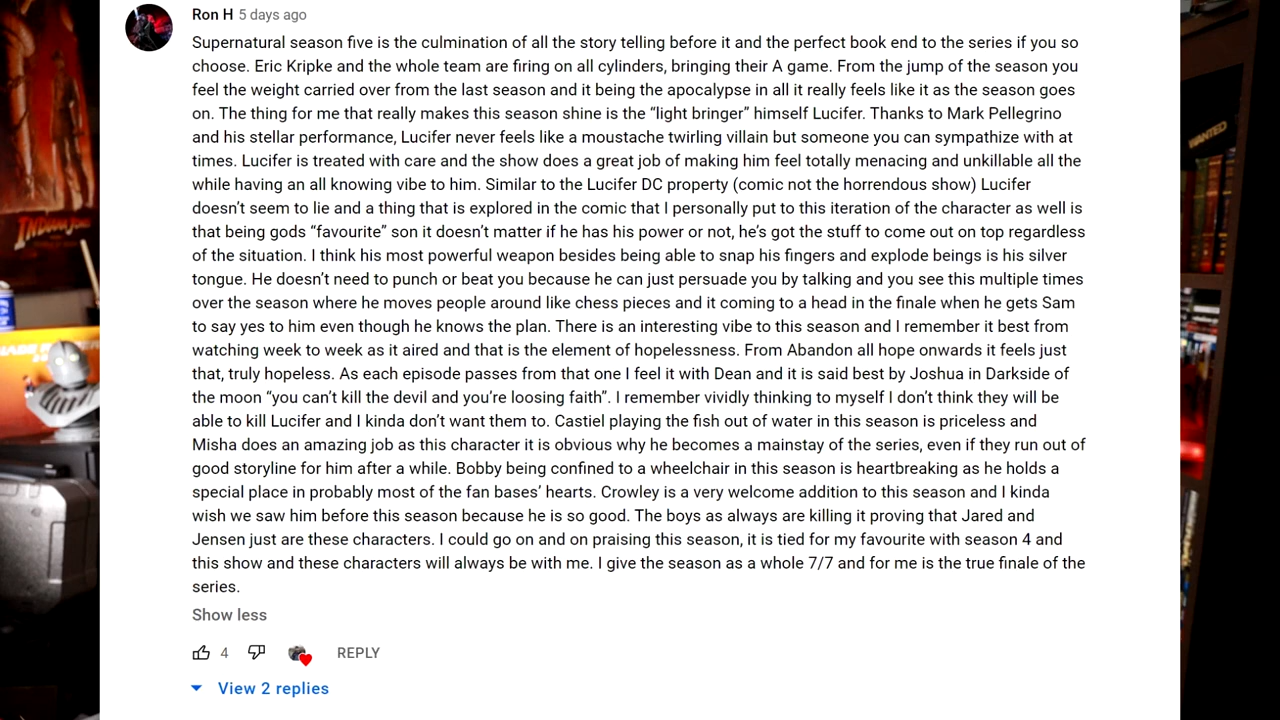 Ron H 5 days ago
Supernatural season five is the culmination of all the story telling before it and the perfect book end to the series if you so
choose. Eric Kripke and the whole team are firing on all cylinders, bringing their A game. From the jump of the season you
feel the weight carried over from the last season and it being the apocalypse in all it really feels like it as the season goes
on. The thing for me that really makes this season shine is the “light bringer” himself Lucifer. Thanks to Mark Pellegrino
and his stellar performance, Lucifer never feels like a moustache twirling villain but someone you can sympathize with at
times. Lucifer is treated with care and the show does a great job of making him feel totally menacing and unkillable all the
while having an all knowing vibe to him. Similar to the Lucifer DC property (comic not the horrendous show) Lucifer
doesn’t seem to lie and a thing that is explored in the comic that I personally put to this iteration of the character as well is
that being gods “favourite” son it doesn’t matter if he has his power or not, he’s got the stuff to come out on top regardless
of the situation. I think his most powerful weapon besides being able to snap his fingers and explode beings is his silver
tongue. He doesn’t need to punch or beat you because he can just persuade you by talking and you see this multiple times
over the season where he moves people around like chess pieces and it coming to a head in the finale when he gets Sam
to say yes to him even though he knows the plan. There is an interesting vibe to this season and I remember it best from
watching week to week as it aired and that is the element of hopelessness. From Abandon all hope onwards it feels just
that, truly hopeless. As each episode passes from that one I feel it with Dean and it is said best by Joshua in Darkside of
the moon “you can’t kill the devil and you’re loosing faith”. I remember vividly thinking to myself I don’t think they will be
able to kill Lucifer and I kinda don’t want them to. Castiel playing the fish out of water in this season is priceless and
Misha does an amazing job as this character it is obvious why he becomes a mainstay of the series, even if they run out of
good storyline for him after a while. Bobby being confined to a wheelchair in this season is heartbreaking as he holds a
special place in probably most of the fan bases’ hearts. Crowley is a very welcome addition to this season and I kinda
wish we saw him before this season because he is so good. The boys as always are killing it proving that Jared and
Jensen just are these characters. I could go on and on praising this season, it is tied for my favourite with season 4 and
this show and these characters will always be with me. I give the season as a whole 7/7 and for me is the true finale of the
series.
Show less
4 REPLY
View 2 replies
WANTED